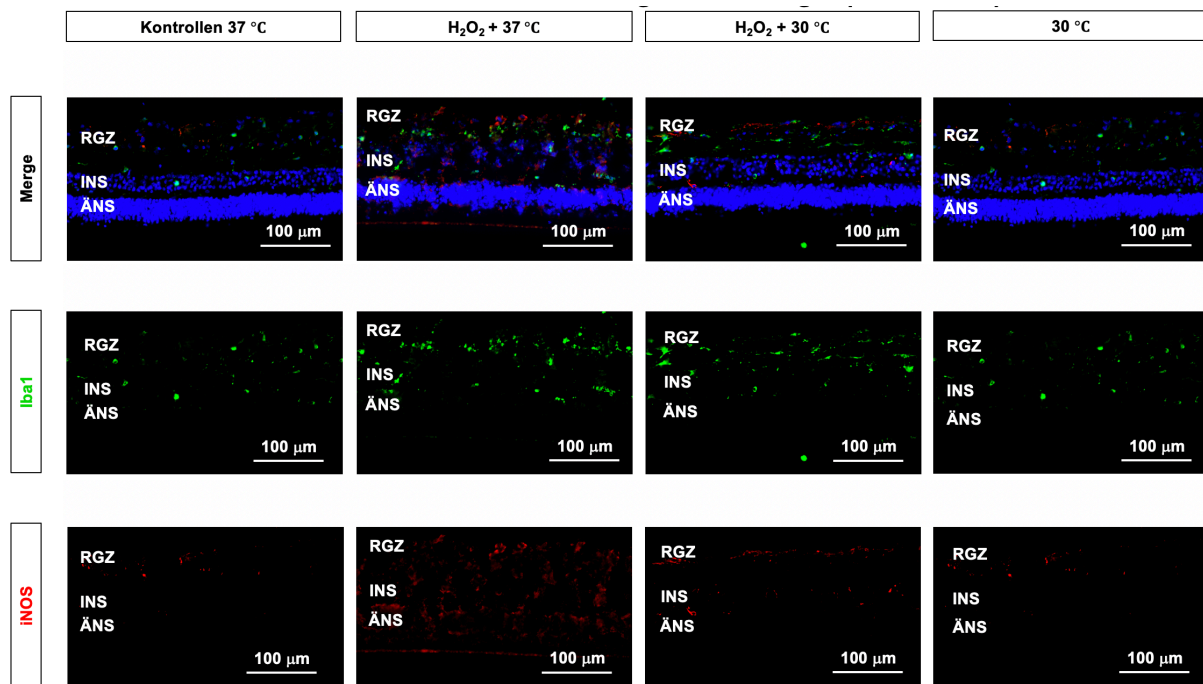 Kontrollen 37 °C
H₂O₂ + 37 °C
H₂O₂ + 30 °C
30 °C
Merge
RGZ
INS
ÄNS
100 μm
RGZ
INS
ÄNS
100 μm
RGZ
INS
ÄNS
100 μm
RGZ
INS
ÄNS
100 μm
Iba1
RGZ
INS
ÄNS
100 μm
RGZ
INS
ÄNS
100 μm
RGZ
INS
ÄNS
100 μm
RGZ
INS
ÄNS
100 μm
iNOS
RGZ
INS
ÄNS
100 μm
RGZ
INS
ÄNS
100 μm
RGZ
INS
ÄNS
100 μm
RGZ
INS
ÄNS
100 μm